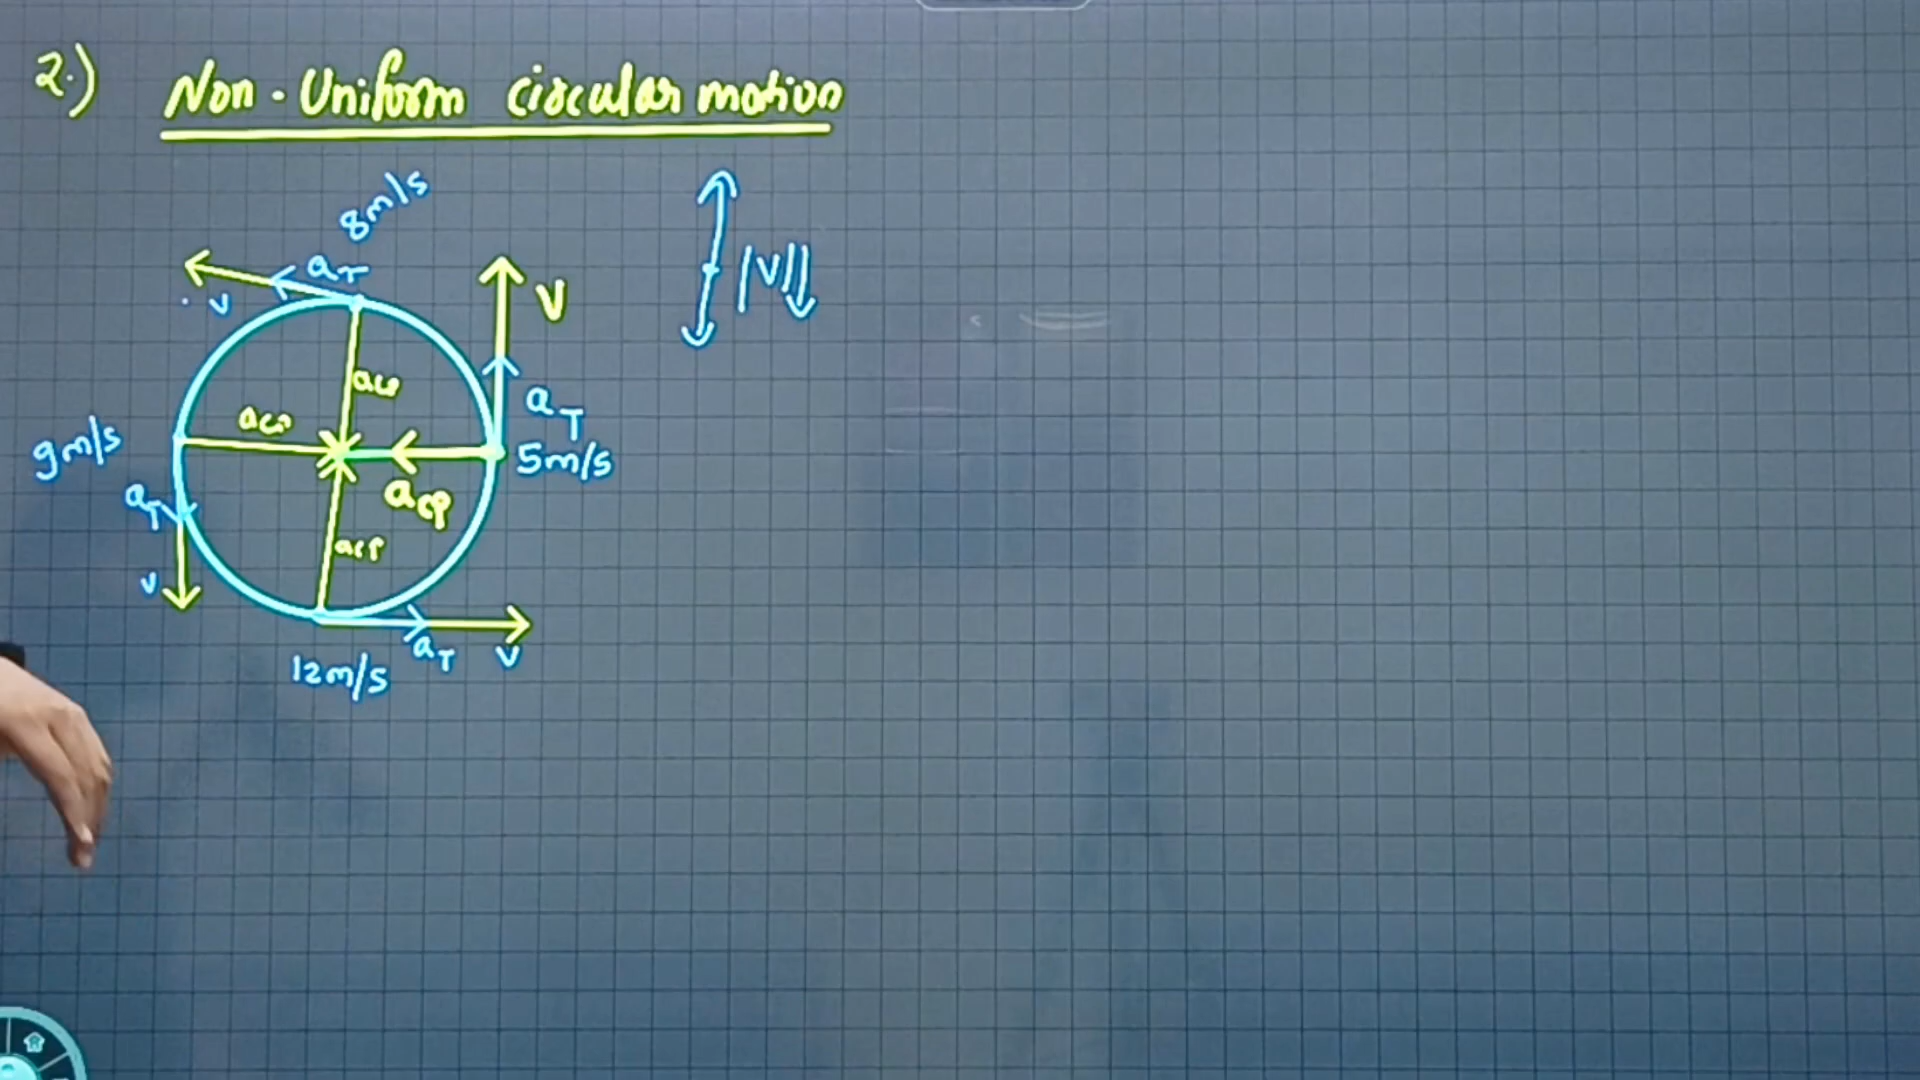 2.) Non-Uniform circular motion
8m/s
aT
v
V
|V|↓
acp
acp
9m/s
aT
5m/s
acp
aT
acp
v
aT
v
12m/s